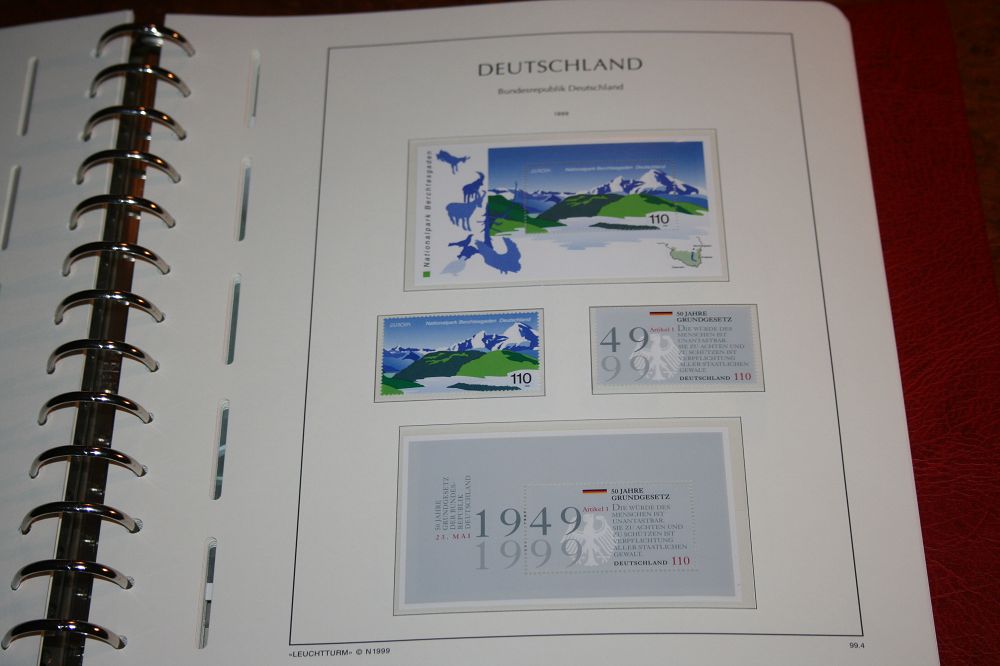 DEUTSCHLAND
Bundesrepublik Deutschland
1999
Nationalpark Berchtesgaden
EUROPA Nationalpark Berchtesgaden Deutschland
110
EUROPA Nationalpark Berchtesgaden Deutschland
110
50 JAHRE
GRUNDGESETZ
49
99
Artikel 1 DIE WÜRDE DES
MENSCHEN IST
UNANTASTBAR.
SIE ZU ACHTEN UND
ZU SCHÜTZEN IST
VERPFLICHTUNG
ALLER STAATLICHEN
GEWALT
DEUTSCHLAND 110
50 JAHRE
GRUNDGESETZ
DER BUNDES-
REPUBLIK
DEUTSCHLAND
23. MAI
1949
1999
50 JAHRE
GRUNDGESETZ
Artikel 1 DIE WÜRDE DES
MENSCHEN IST
UNANTASTBAR.
SIE ZU ACHTEN UND
ZU SCHÜTZEN IST
VERPFLICHTUNG
ALLER STAATLICHEN
GEWALT
DEUTSCHLAND 110
»LEUCHTTURM« © N1999
99.4